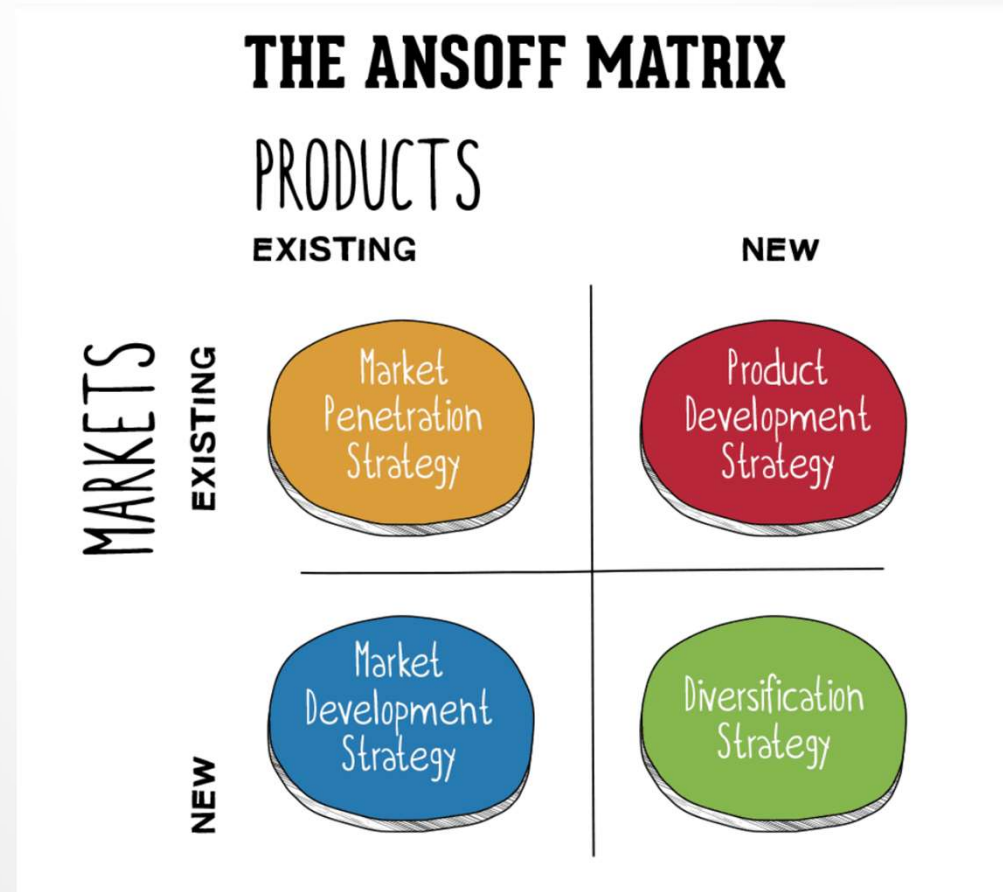 THE ANSOFF MATRIX
PRODUCTS
EXISTING
NEW
MARKETS
EXISTING
Market
Penetration
Strategy
Product
Development
Strategy
NEW
Market
Development
Strategy
Diversification
Strategy